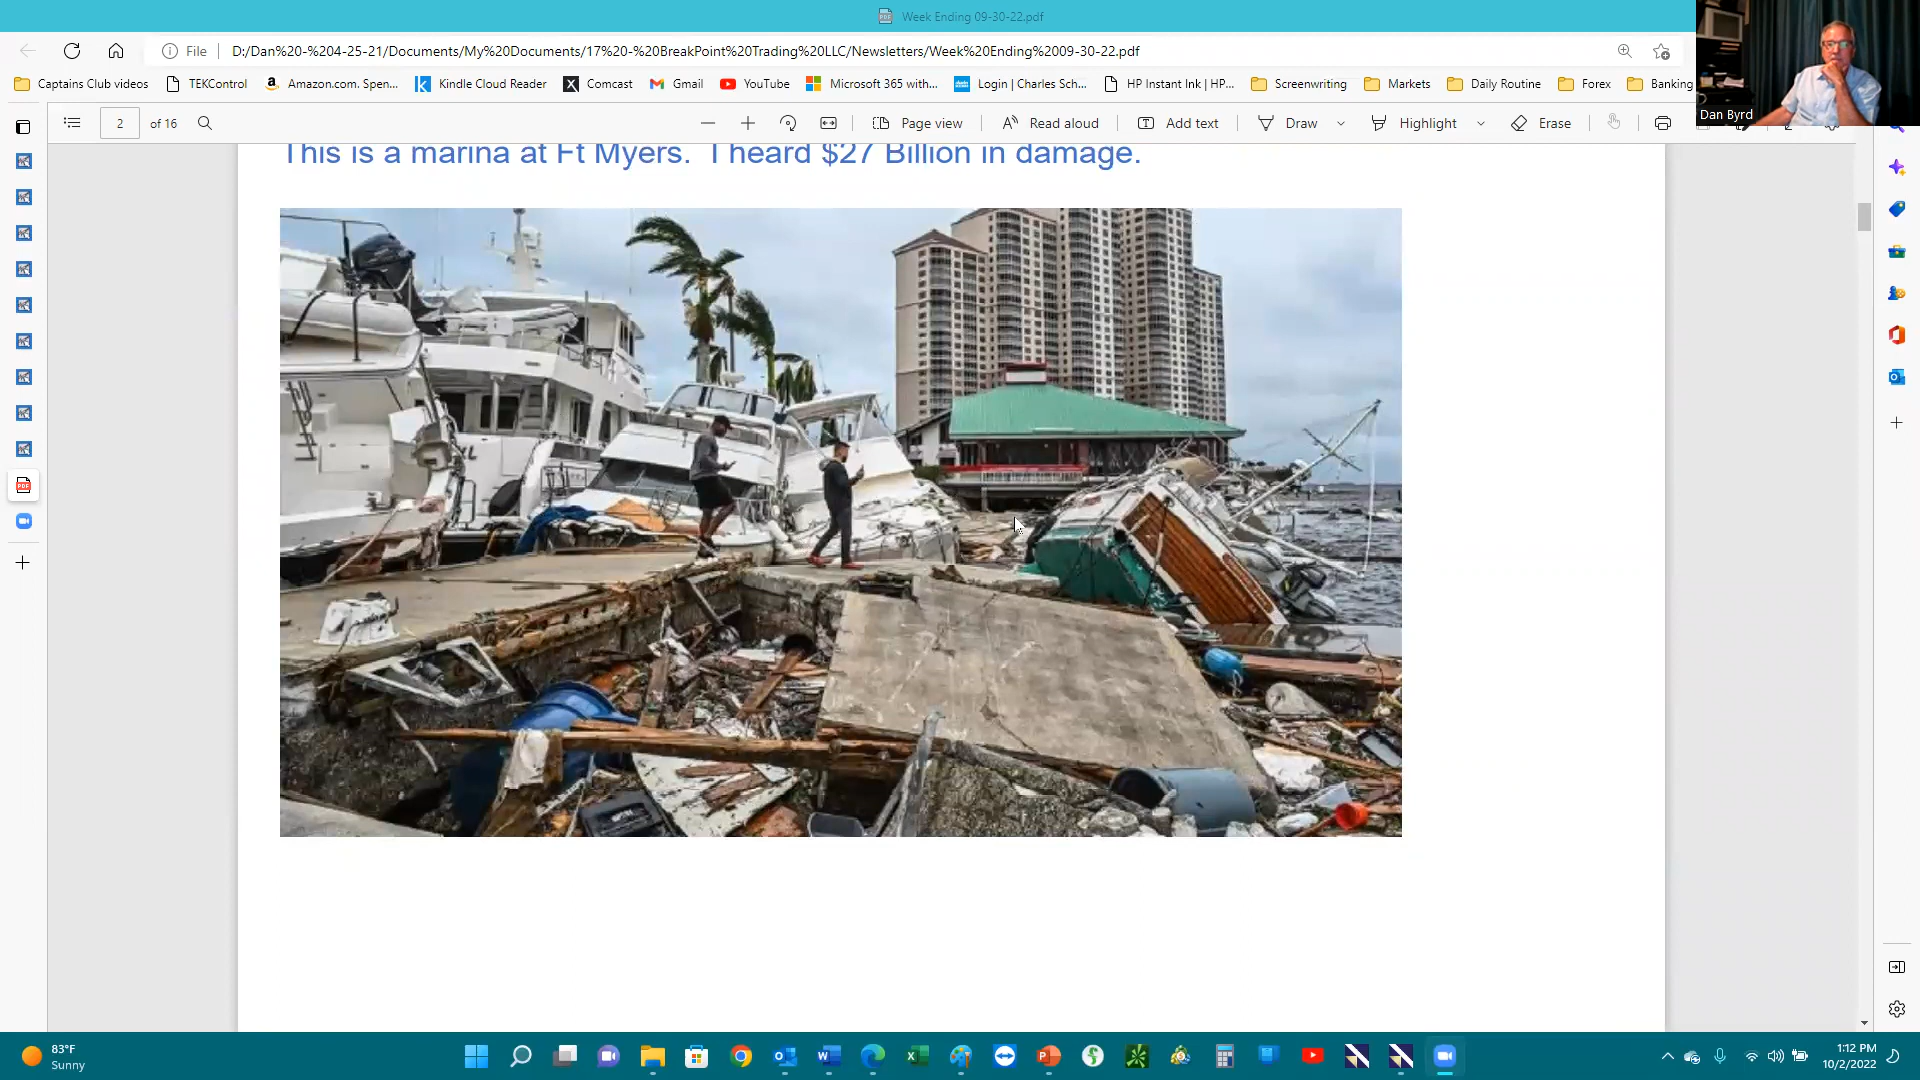 Week Ending 09-30-22.pdf
File
D:/Dan%20-%204-25-21/Documents/My%20Documents/17%20-%20BreakPoint%20Trading%20LLC/Newsletters/Week%20Ending%2009-30-22.pdf
Captains Club videos
TEKControl
Amazon.com. Spen...
Kindle Cloud Reader
Comcast
Gmail
YouTube
Microsoft 365 with...
Login | Charles Sch...
HP Instant Ink | HP...
Screenwriting
Markets
Daily Routine
Forex
Banking
Dan Byrd
2 of 16
Page view
Read aloud
Add text
Draw
Highlight
Erase
This is a marina at Ft Myers. I heard $27 Billion in damage.
83°F
Sunny
1:12 PM
10/2/2022